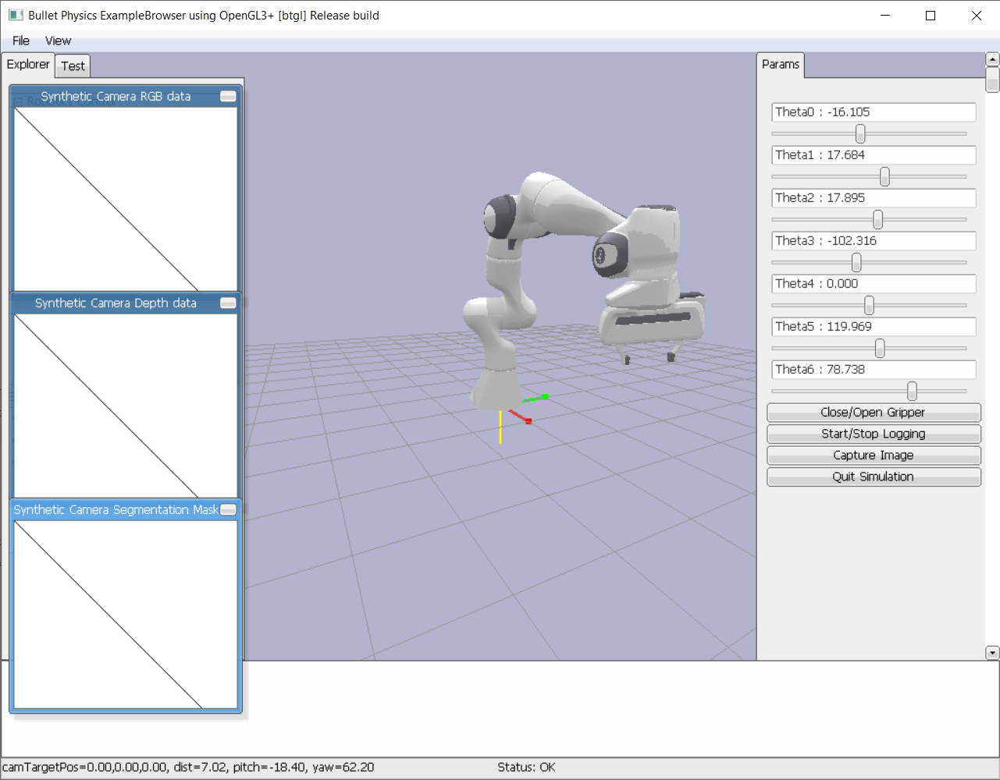 Bullet Physics ExampleBrowser using OpenGL3+ [btgl] Release build
File View
Explorer Test
Params
Synthetic Camera RGB data
Robotics Control
Synthetic Camera Depth data
Synthetic Camera Segmentation Mask
Theta0 : -16.105
Theta1 : 17.684
Theta2 : 17.895
Theta3 : -102.316
Theta4 : 0.000
Theta5 : 119.969
Theta6 : 78.738
Close/Open Gripper
Start/Stop Logging
Capture Image
Quit Simulation
camTargetPos=0.00,0.00,0.00, dist=7.02, pitch=-18.40, yaw=62.20
Status: OK